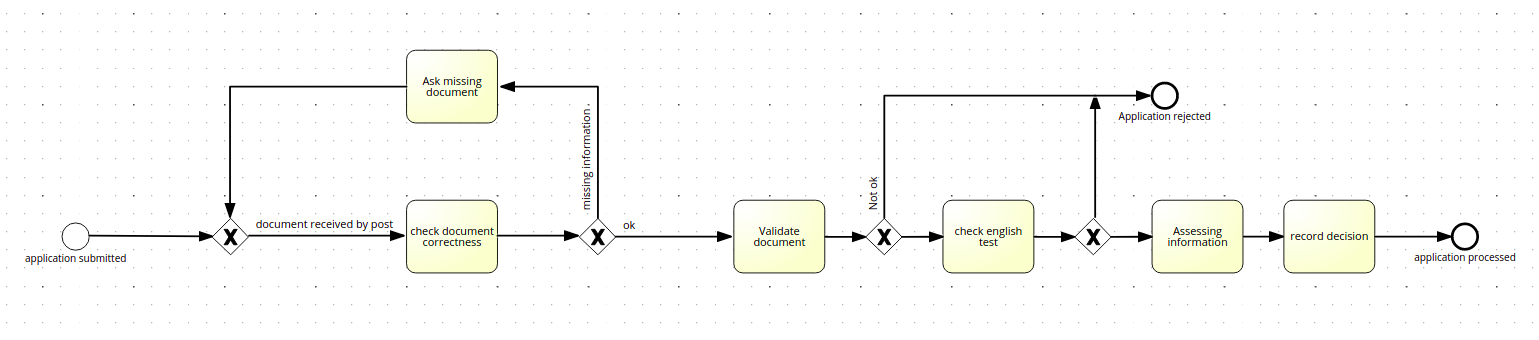 Ask missing
document
missing information
application submitted
document received by post
check document
correctness
ok
Validate
document
Not ok
check english
test
Application rejected
Assessing
information
record decision
application processed